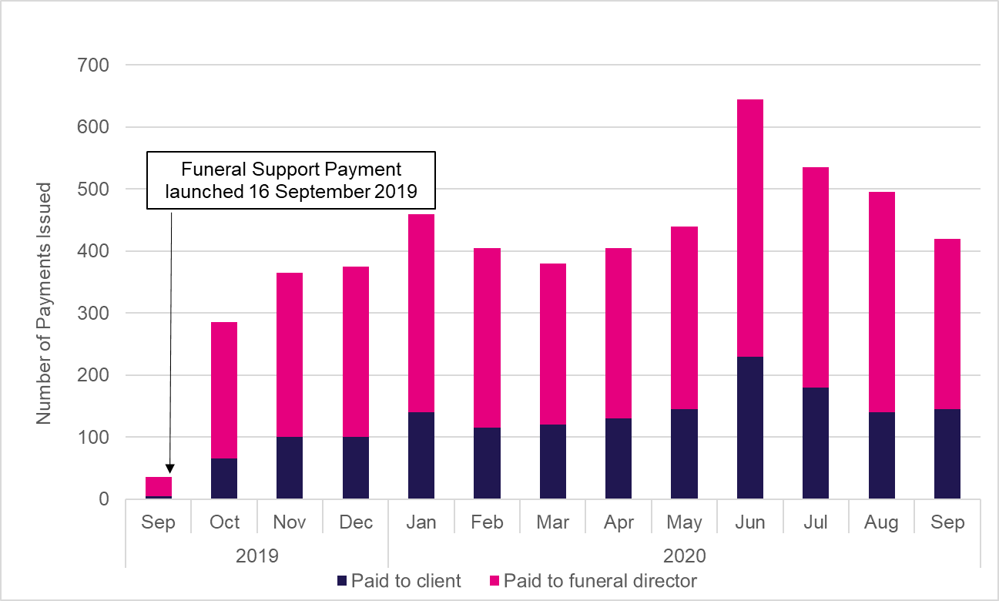 700
600
500
400
300
200
100
0
Number of Payments Issued
Funeral Support Payment
launched 16 September 2019
Sep Oct Nov Dec Jan Feb Mar Apr May Jun Jul Aug Sep
2019 2020
Paid to client Paid to funeral director